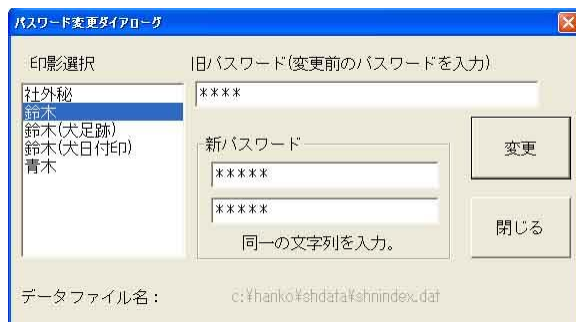 パスワード変更ダイアローグ
印影選択
旧パスワード(変更前のパスワードを入力)
社外秘
鈴木
鈴木(犬足跡)
鈴木(犬日付印)
青木
****
新パスワード
*****
*****
同一の文字列を入力。
変更
閉じる
データファイル名：
c:¥hanko¥shdata¥shnindex.dat